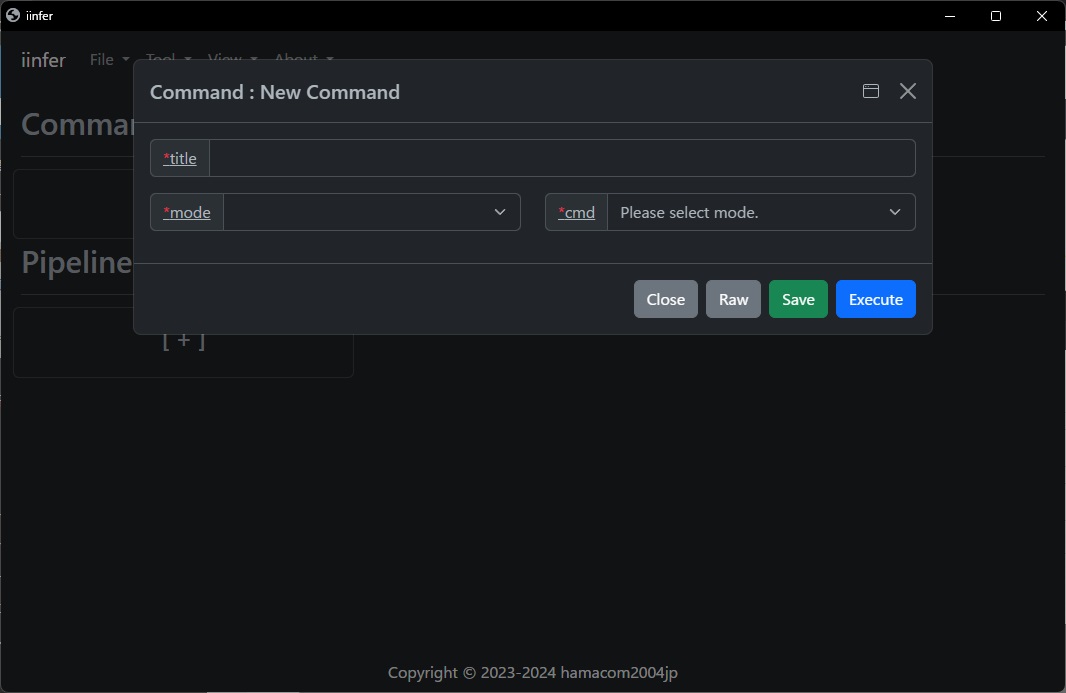 iinfer
iinfer File Tool View About
Command : New Command
Comma
*title
*mode
*cmd Please select mode.
Pipeline
Close Raw Save Execute
[ + ]
Copyright © 2023-2024 hamacom2004jp